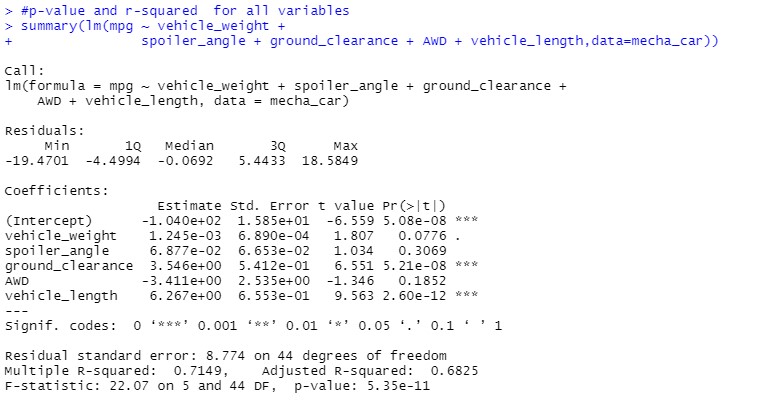 > #p-value and r-squared  for all variables
> summary(lm(mpg ~ vehicle_weight +
+              spoiler_angle + ground_clearance + AWD + vehicle_length,data=mecha_car))

Call:
lm(formula = mpg ~ vehicle_weight + spoiler_angle + ground_clearance +
    AWD + vehicle_length, data = mecha_car)

Residuals:
     Min       1Q   Median       3Q      Max
-19.4701  -4.4994  -0.0692   5.4433  18.5849

Coefficients:
                   Estimate Std. Error t value Pr(>|t|)
(Intercept)      -1.040e+02  1.585e+01  -6.559 5.08e-08 ***
vehicle_weight    1.245e-03  6.890e-04   1.807   0.0776 .
spoiler_angle     6.877e-02  6.653e-02   1.034   0.3069
ground_clearance  3.546e+00  5.412e-01   6.551 5.21e-08 ***
AWD              -3.411e+00  2.535e+00  -1.346   0.1852
vehicle_length    6.267e+00  6.553e-01   9.563 2.60e-12 ***
---
Signif. codes:  0 ‘***’ 0.001 ‘**’ 0.01 ‘*’ 0.05 ‘.’ 0.1 ‘ ’ 1

Residual standard error: 8.774 on 44 degrees of freedom
Multiple R-squared:  0.7149,    Adjusted R-squared:  0.6825
F-statistic: 22.07 on 5 and 44 DF,  p-value: 5.35e-11